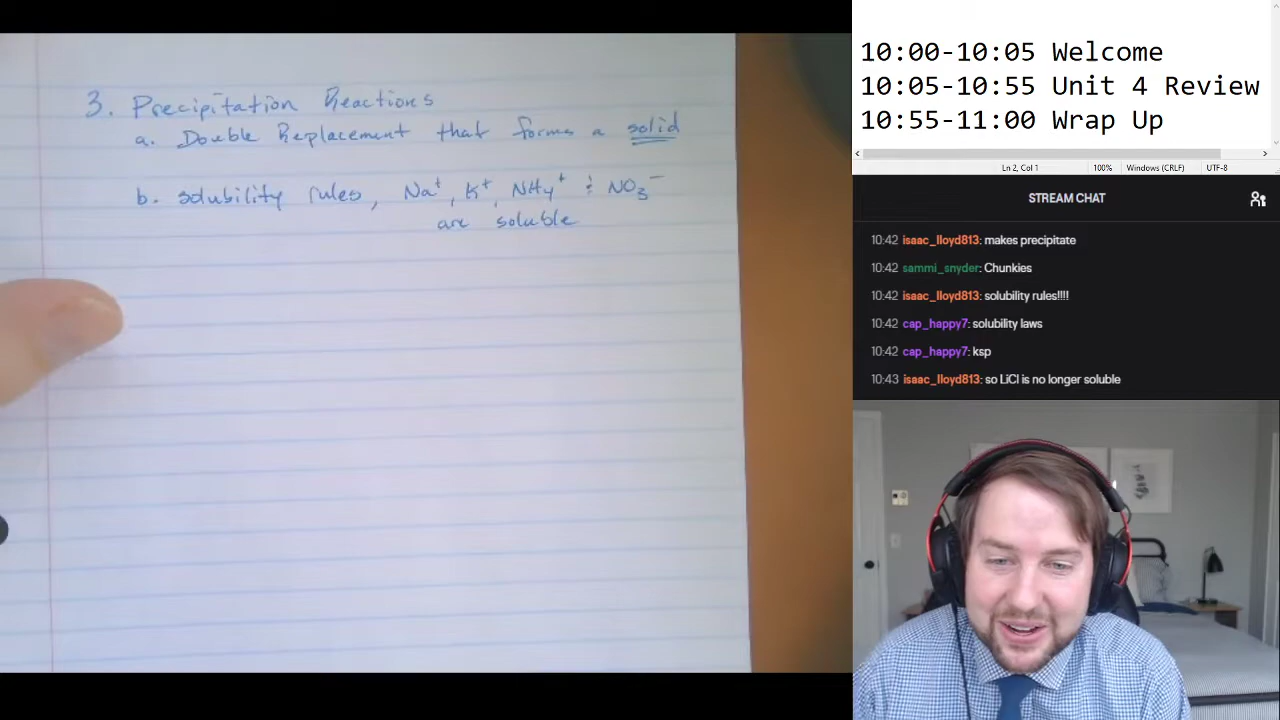 3. Precipitation Reactions
a. Double Replacement that forms a solid
b. solubility rules, Na⁺, K⁺, NH₄⁺ & NO₃⁻
are soluble
10:00-10:05 Welcome
10:05-10:55 Unit 4 Review
10:55-11:00 Wrap Up
Ln 2, Col 1 100% Windows (CRLF) UTF-8
STREAM CHAT
10:42 isaac_lloyd813: makes precipitate
10:42 sammi_snyder: Chunkies
10:42 isaac_lloyd813: solubility rules!!!!
10:42 cap_happy7: solubility laws
10:42 cap_happy7: ksp
10:43 isaac_lloyd813: so LiCl is no longer soluble